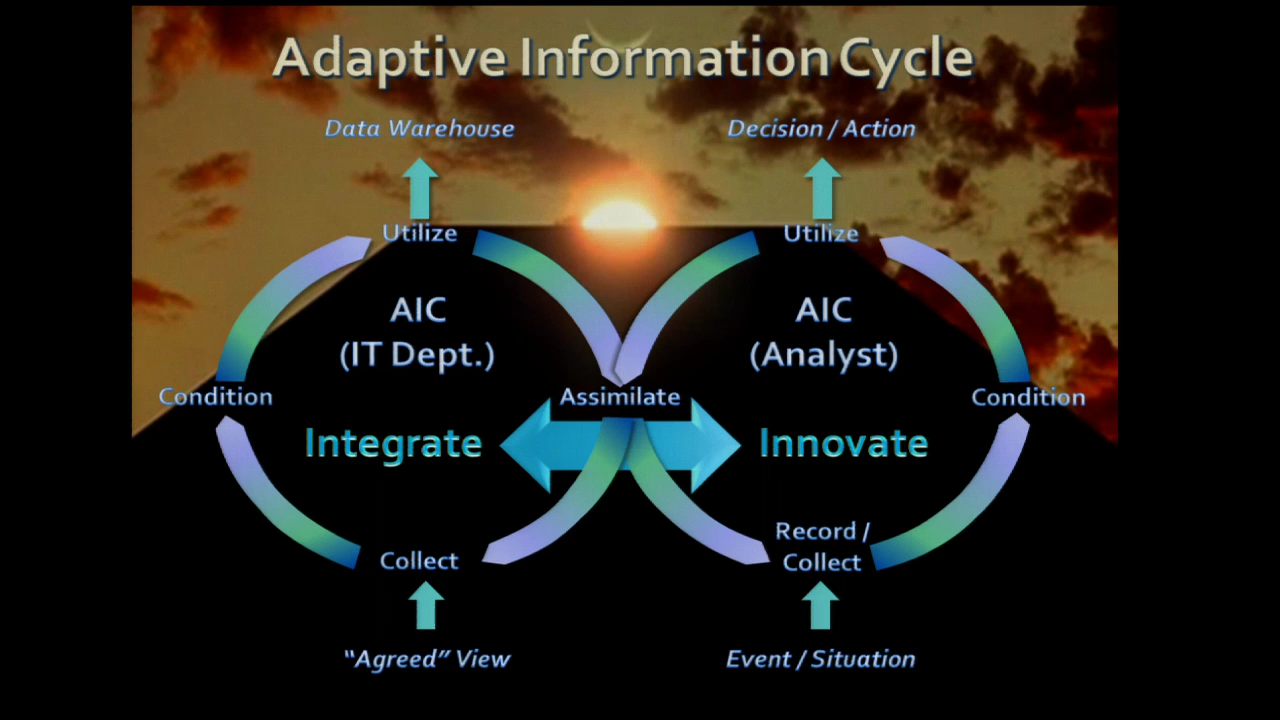 Adaptive Information Cycle
Data Warehouse
Decision / Action
Utilize
Utilize
AIC
(IT Dept.)
AIC
(Analyst)
Condition
Assimilate
Condition
Integrate
Innovate
Collect
Record /
Collect
"Agreed" View
Event / Situation